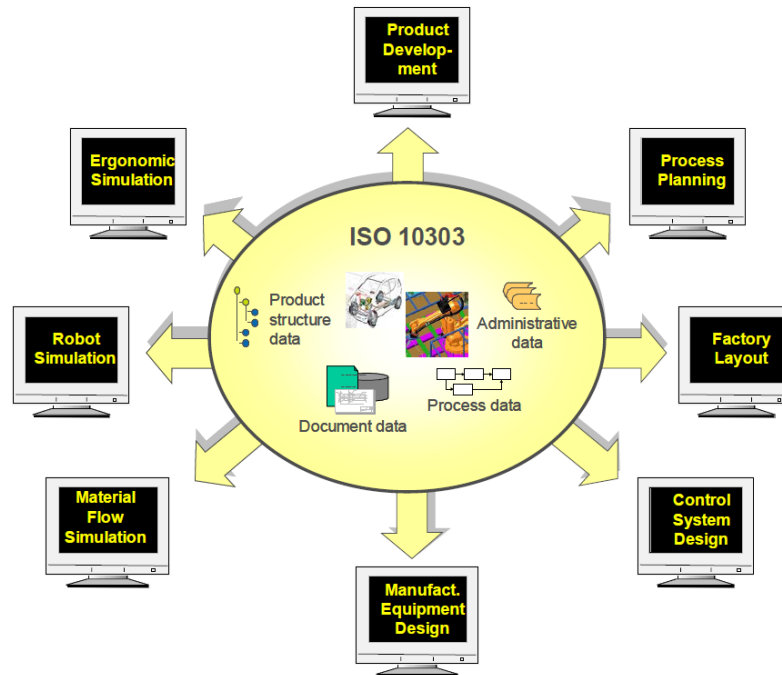 Product
Develop-
ment
Ergonomic
Simulation
Process
Planning
ISO 10303
Product
structure
data
Administrative
data
Robot
Simulation
Factory
Layout
Document data
Process data
Material
Flow
Simulation
Control
System
Design
Manufact.
Equipment
Design